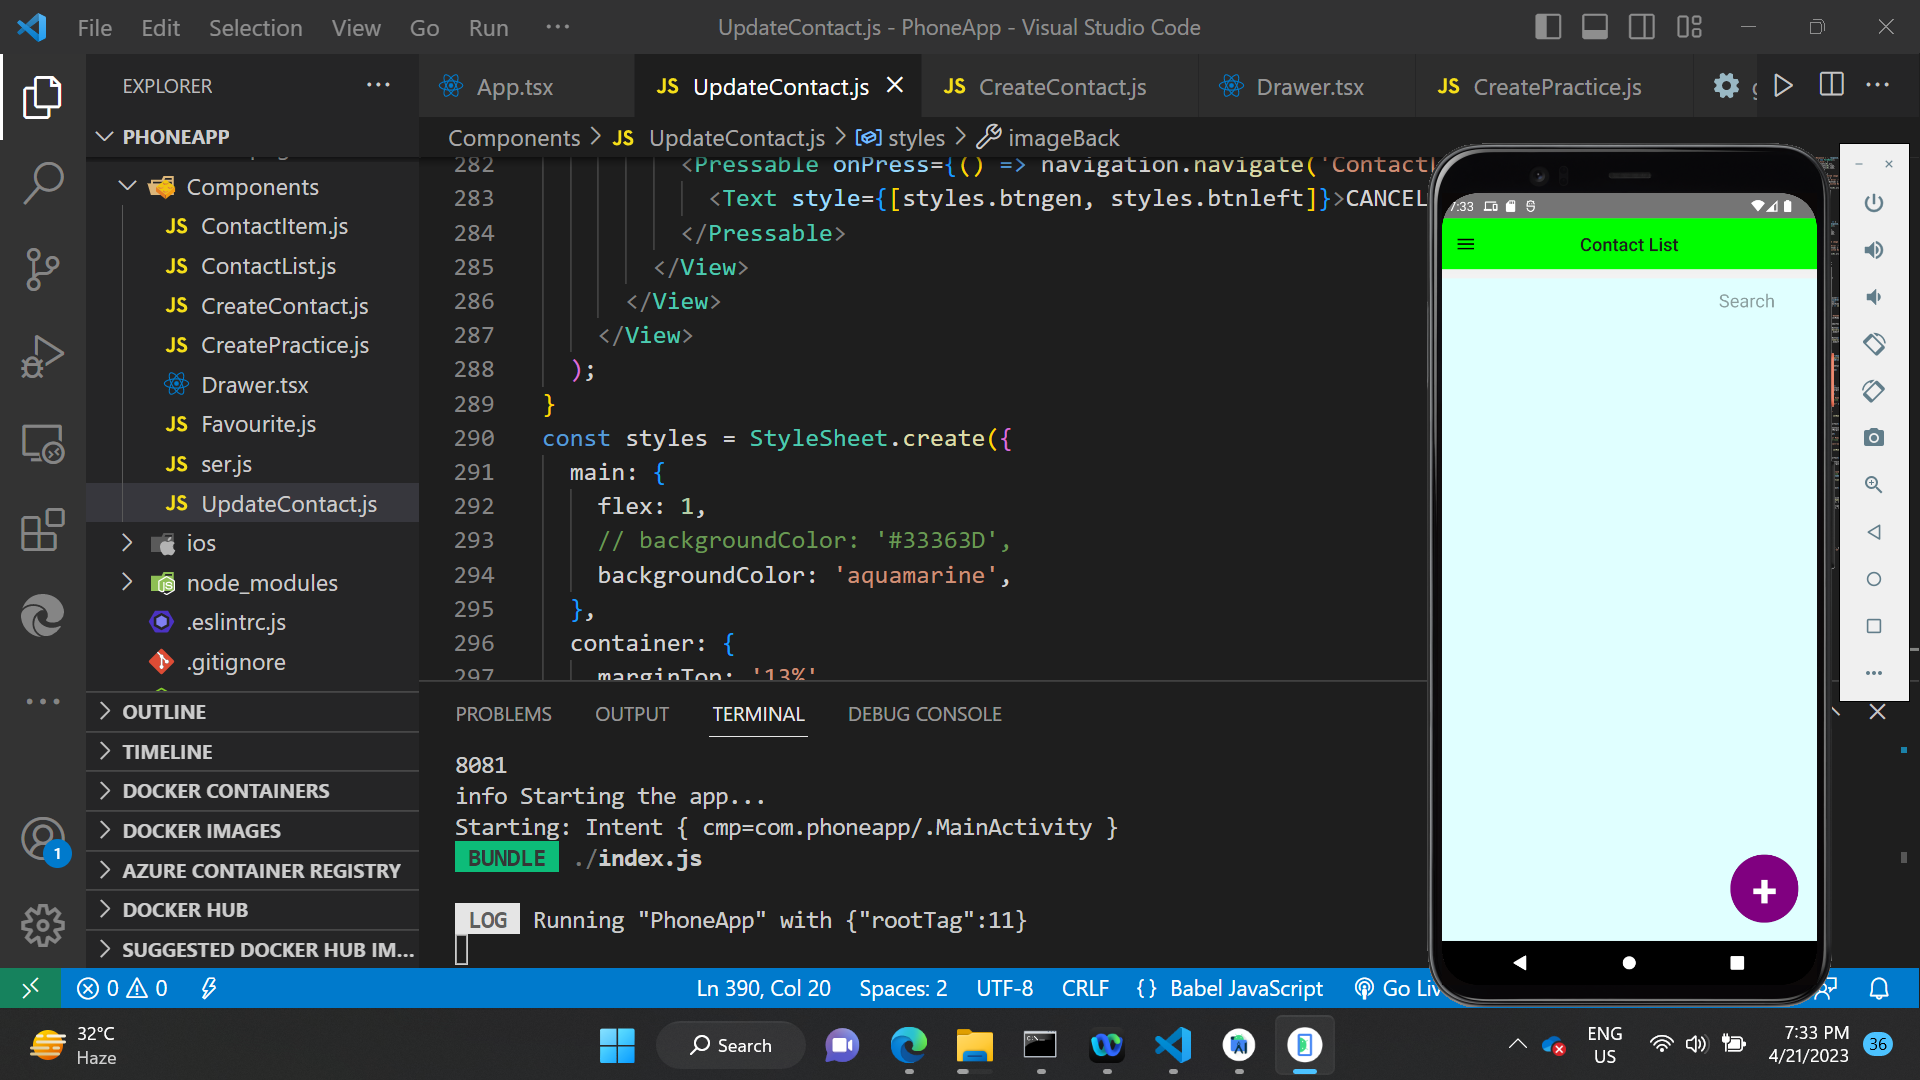 File Edit Selection View Go Run ···
UpdateContact.js - PhoneApp - Visual Studio Code
EXPLORER
PHONEAPP
Components
ContactItem.js
ContactList.js
CreateContact.js
CreatePractice.js
Drawer.tsx
Favourite.js
ser.js
UpdateContact.js
ios
node_modules
.eslintrc.js
.gitignore
OUTLINE
TIMELINE
DOCKER CONTAINERS
DOCKER IMAGES
AZURE CONTAINER REGISTRY
DOCKER HUB
SUGGESTED DOCKER HUB IM...
1
App.tsx
JS UpdateContact.js
JS CreateContact.js
Drawer.tsx
JS CreatePractice.js
Components > JS UpdateContact.js > styles > imageBack
282 <Pressable onPress={() => navigation.navigate('Contactl
283 <Text style={[styles.btngen, styles.btnleft]}>CANCEL
284 </Pressable>
285 </View>
286 </View>
287 </View>
288 );
289 }
290 const styles = StyleSheet.create({
291 main: {
292 flex: 1,
293 // backgroundColor: '#33363D',
294 backgroundColor: 'aquamarine',
295 },
296 container: {
297 marginTop: '13%'
PROBLEMS OUTPUT TERMINAL DEBUG CONSOLE
8081
info Starting the app...
Starting: Intent { cmp=com.phoneapp/.MainActivity }
BUNDLE ./index.js
LOG Running "PhoneApp" with {"rootTag":11}
7:33
Contact List
Search
0 0
Ln 390, Col 20 Spaces: 2 UTF-8 CRLF {} Babel JavaScript Go Liv
32°C
Haze
Search
ENG
US
7:33 PM
4/21/2023
36